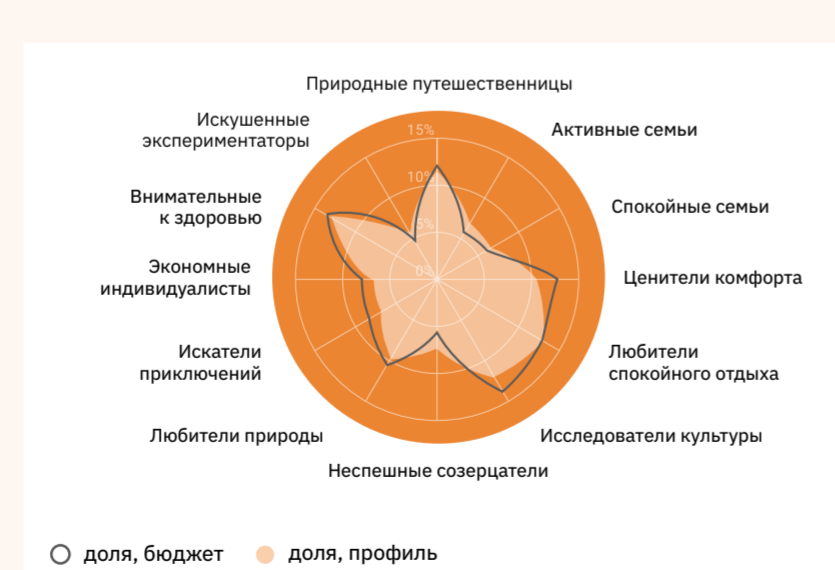 Природные путешественницы
Искушенные
экспериментаторы
Активные семьи
15%
10%
5%
0%
Внимательные
к здоровью
Спокойные семьи
Экономные
индивидуалисты
Ценители комфорта
Искатели
приключений
Любители
спокойного отдыха
Любители природы
Исследователи культуры
Неспешные созерцатели
доля, бюджет
доля, профиль